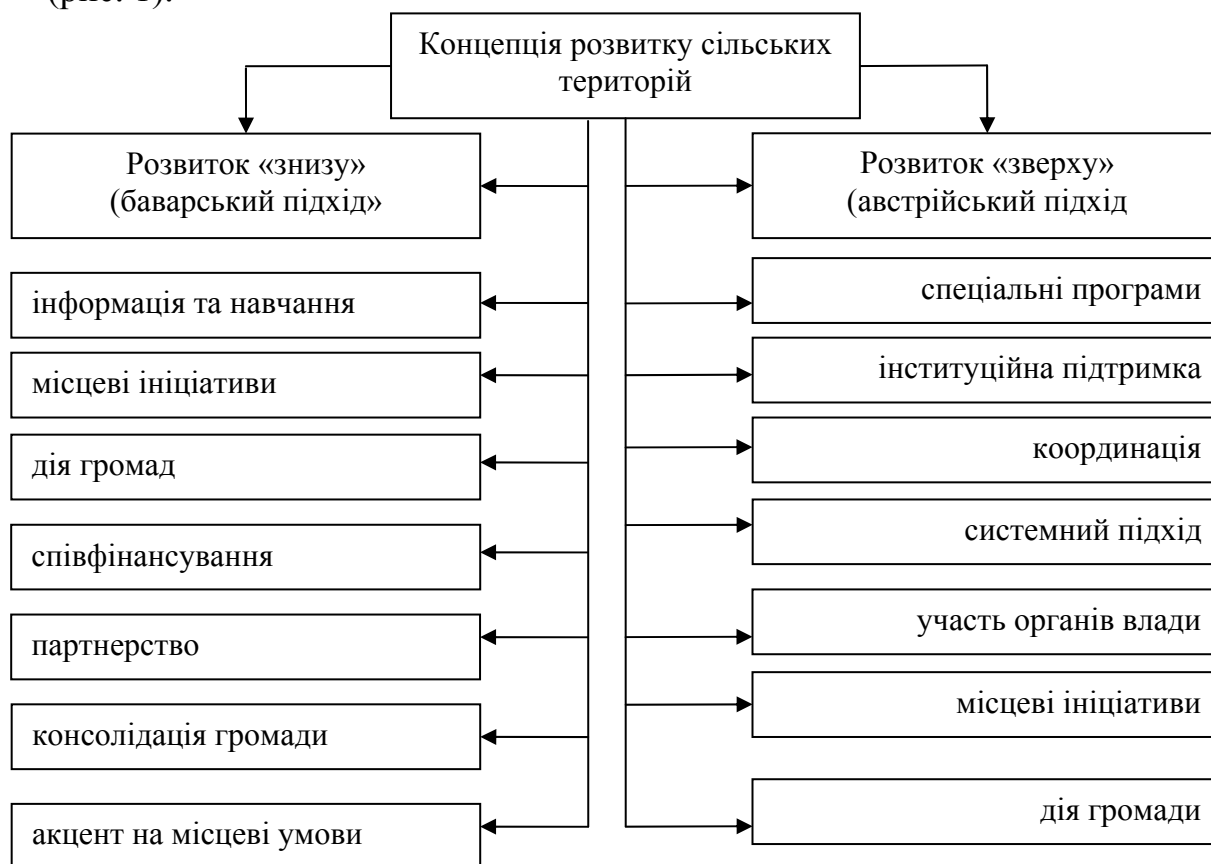 (рис. 1).
Концепція розвитку сільських
територій
Розвиток «знизу»
(баварський підхід»
Розвиток «зверху»
(австрійський підхід
інформація та навчання
місцеві ініціативи
дія громад
співфінансування
партнерство
консолідація громади
акцент на місцеві умови
спеціальні програми
інституційна підтримка
координація
системний підхід
участь органів влади
місцеві ініціативи
дія громади